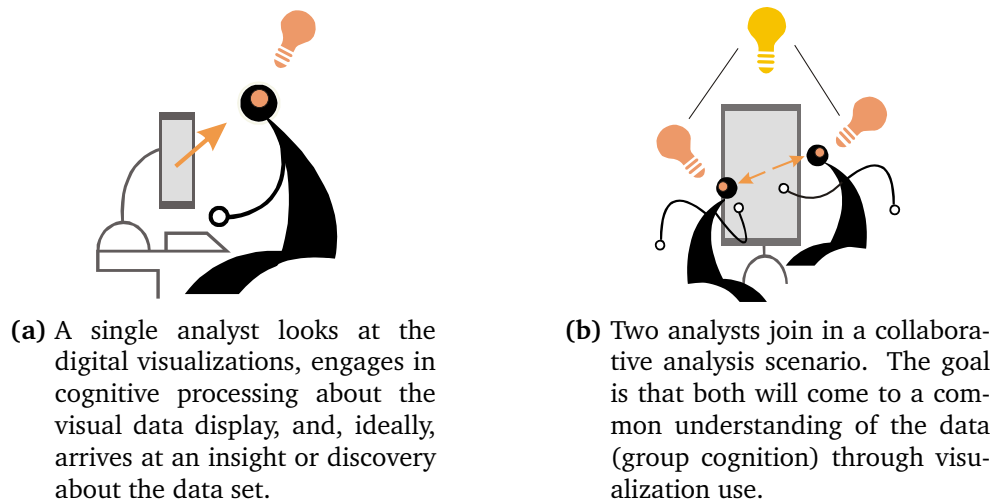 (a) A single analyst looks at the
digital visualizations, engages in
cognitive processing about the
visual data display, and, ideally,
arrives at an insight or discovery
about the data set.
(b) Two analysts join in a collabora-
tive analysis scenario. The goal
is that both will come to a com-
mon understanding of the data
(group cognition) through visu-
alization use.